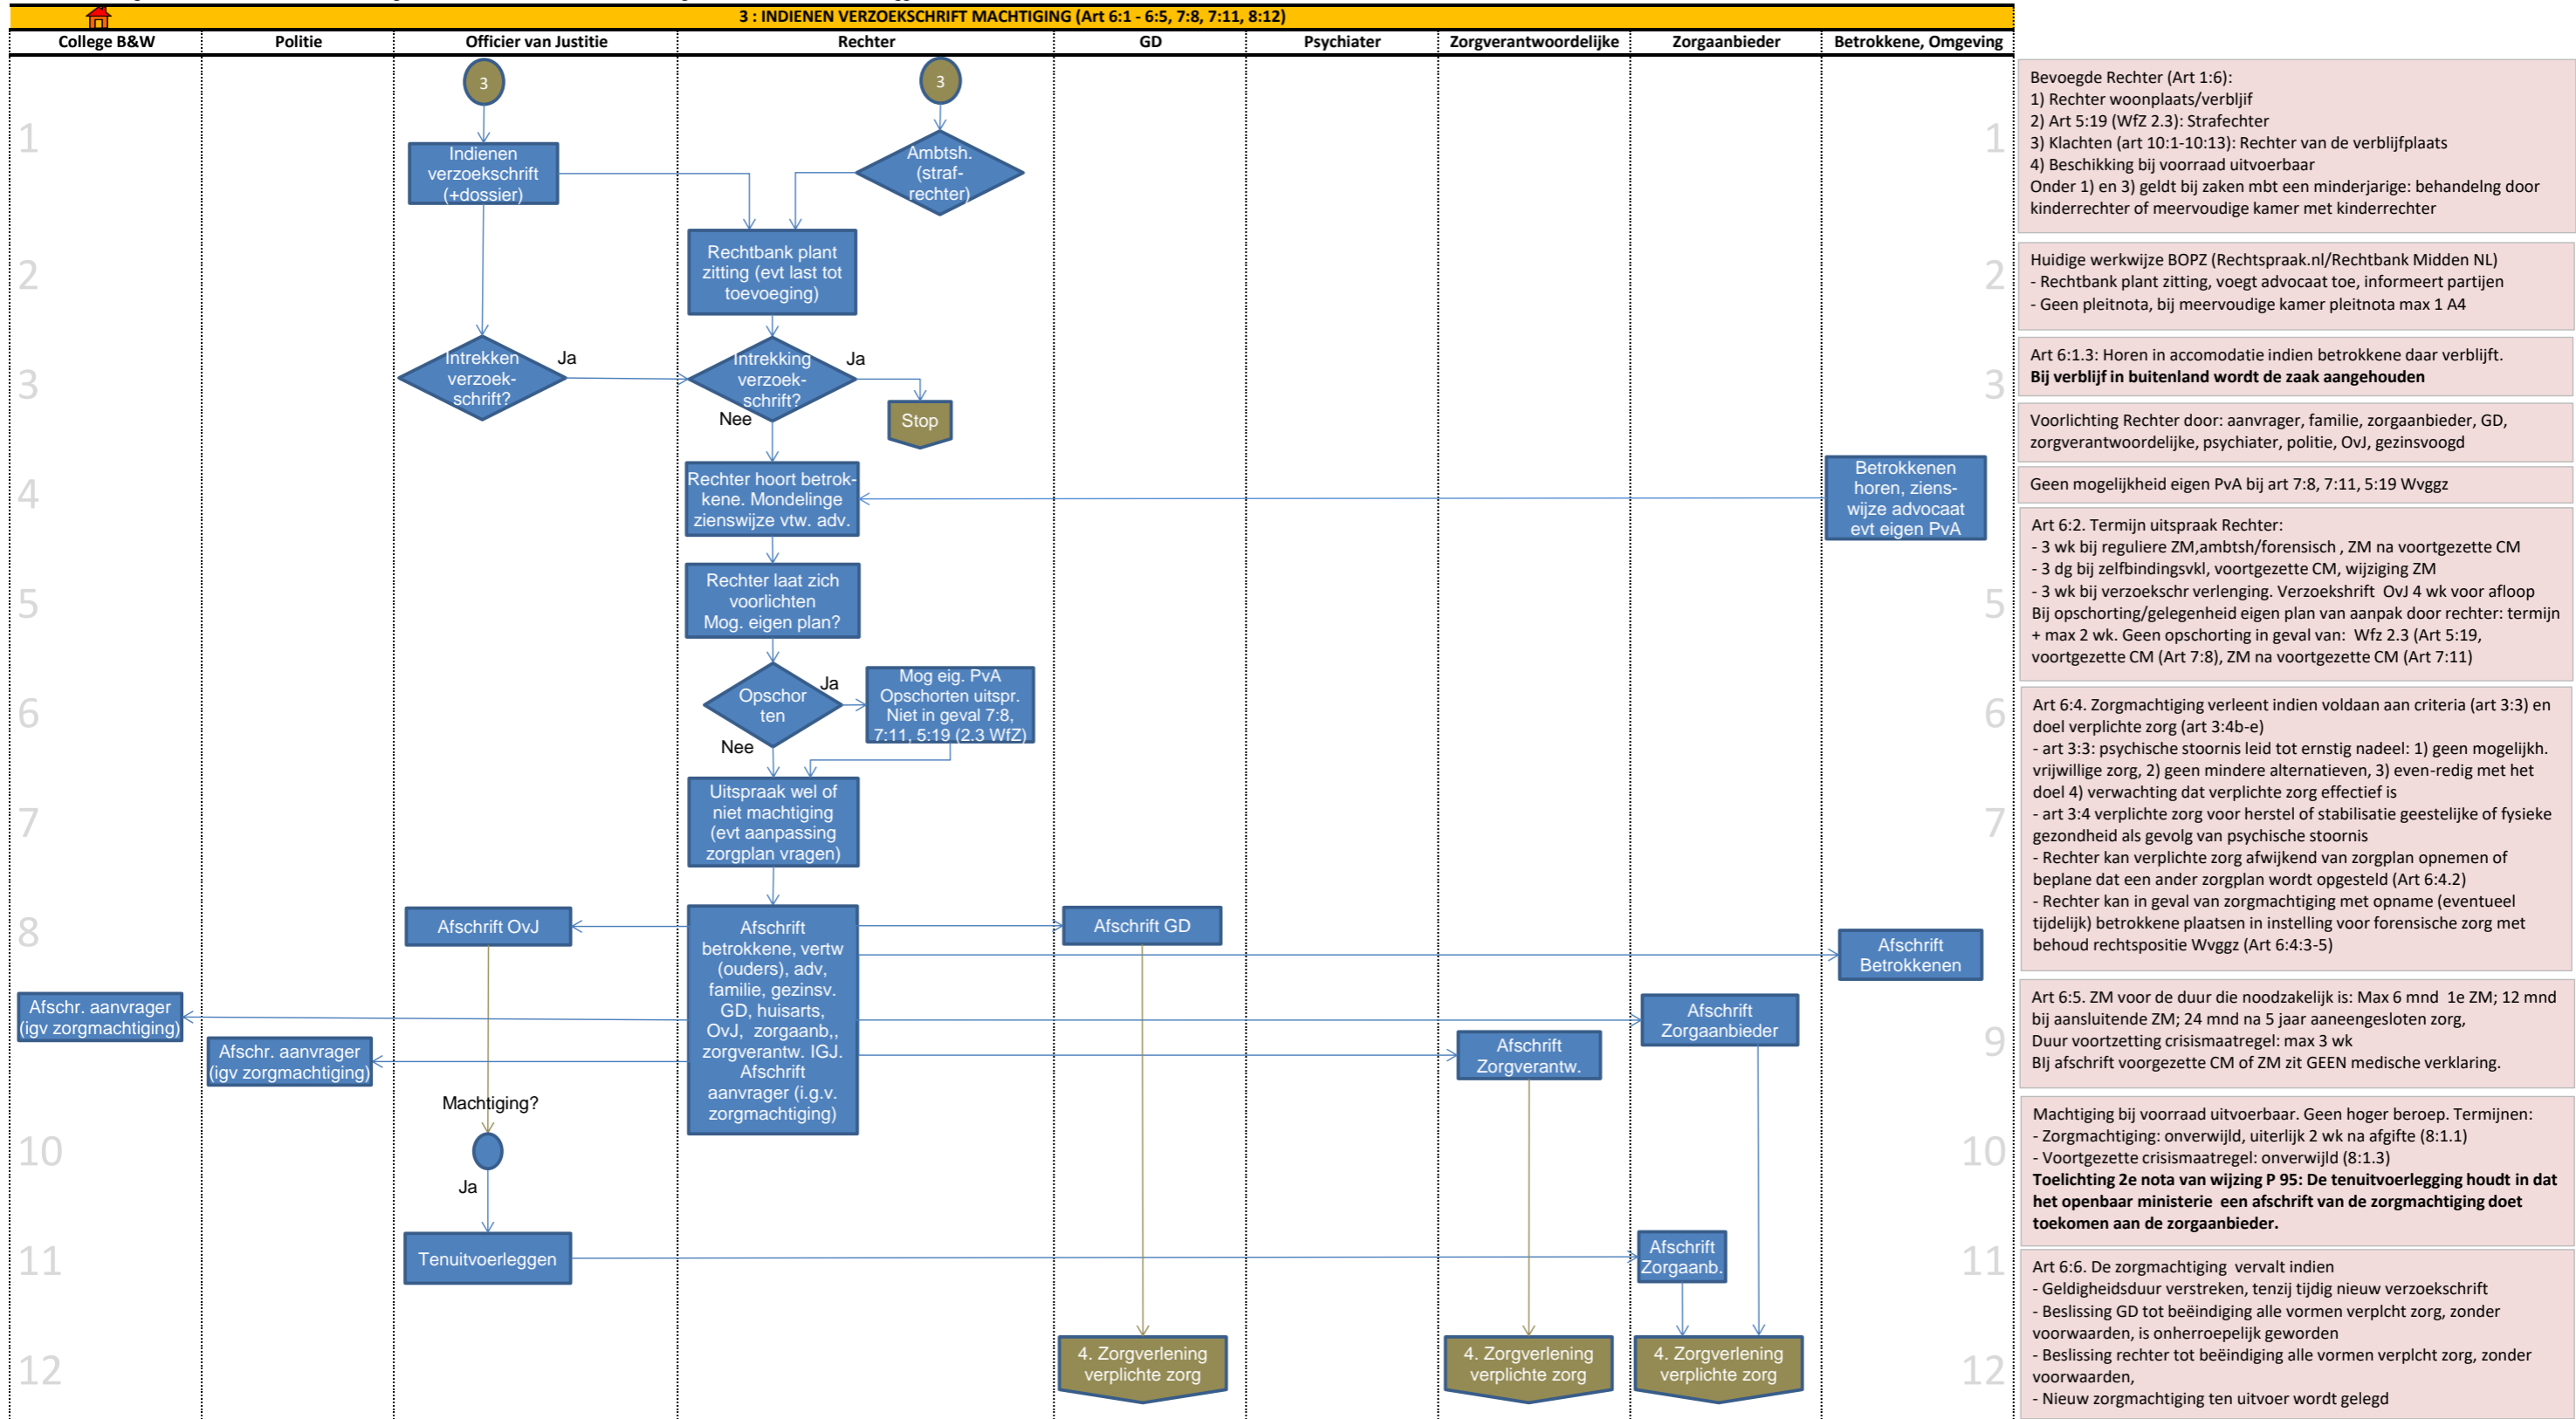 3 : INDIENEN VERZOEKSCHRIFT MACHTIGING (Art 6:1 - 6:5, 7:8, 7:11, 8:12)
College B&W
Politie
Officier van Justitie
Rechter
GD
Psychiater
Zorgverantwoordelijke
Zorgaanbieder
Betrokkene, Omgeving
3
3
1
Indienen
verzoekschrift
(+dossier)
Ambtsh.
(straf-
rechter)
1
2
Rechtbank plant
zitting (evt last tot
toevoeging)
2
3
Intrekken
verzoek-
schrift?
Ja
Intrekking
verzoek-
schrift?
Ja
Nee
Stop
3
4
Rechter hoort betrok-
kene. Mondelinge
zienswijze vtw. adv.
Betrokkenen
horen, ziens-
wijze advocaat
evt eigen PvA
4
5
Rechter laat zich
voorlichten
Mog. eigen plan?
5
6
Opschor
ten
Ja
Nee
Mog eig. PvA
Opschorten uitspr.
Niet in geval 7:8,
7:11, 5:19 (2.3 WfZ)
6
7
Uitspraak wel of
niet machtiging
(evt aanpassing
zorgplan vragen)
7
8
Afschrift OvJ
Afschrift
betrokkene, vertw
(ouders), adv,
familie, gezinsv.
GD, huisarts,
OvJ, zorgaanb,,
zorgverantw. IGJ.
Afschrift
aanvrager (i.g.v.
zorgmachtiging)
Afschrift GD
Afschrift
Betrokkenen
8
Afschr. aanvrager
(igv zorgmachtiging)
Afschr. aanvrager
(igv zorgmachtiging)
Afschrift
Zorgverantw.
Afschrift
Zorgaanbieder
9
Machtiging?
10
Ja
10
11
Tenuitvoerleggen
Afschrift
Zorgaanb.
11
12
4. Zorgverlening
verplichte zorg
4. Zorgverlening
verplichte zorg
4. Zorgverlening
verplichte zorg
12
Bevoegde Rechter (Art 1:6):
1) Rechter woonplaats/verbljif
2) Art 5:19 (WfZ 2.3): Strafechter
3) Klachten (art 10:1-10:13): Rechter van de verblijfplaats
4) Beschikking bij voorraad uitvoerbaar
Onder 1) en 3) geldt bij zaken mbt een minderjarige: behandelng door
kinderrechter of meervoudige kamer met kinderrechter
Huidige werkwijze BOPZ (Rechtspraak.nl/Rechtbank Midden NL)
- Rechtbank plant zitting, voegt advocaat toe, informeert partijen
- Geen pleitnota, bij meervoudige kamer pleitnota max 1 A4
Art 6:1.3: Horen in accomodatie indien betrokkene daar verblijft.
Bij verblijf in buitenland wordt de zaak aangehouden
Voorlichting Rechter door: aanvrager, familie, zorgaanbieder, GD,
zorgverantwoordelijke, psychiater, politie, OvJ, gezinsvoogd
Geen mogelijkheid eigen PvA bij art 7:8, 7:11, 5:19 Wvggz
Art 6:2. Termijn uitspraak Rechter:
- 3 wk bij reguliere ZM,ambtsh/forensisch , ZM na voortgezette CM
- 3 dg bij zelfbindingsvkl, voortgezette CM, wijziging ZM
- 3 wk bij verzoekschr verlenging. Verzoekshrift OvJ 4 wk voor afloop
Bij opschorting/gelegenheid eigen plan van aanpak door rechter: termijn
+ max 2 wk. Geen opschorting in geval van: Wfz 2.3 (Art 5:19,
voortgezette CM (Art 7:8), ZM na voortgezette CM (Art 7:11)
Art 6:4. Zorgmachtiging verleent indien voldaan aan criteria (art 3:3) en
doel verplichte zorg (art 3:4b-e)
- art 3:3: psychische stoornis leid tot ernstig nadeel: 1) geen mogelijkh.
vrijwillige zorg, 2) geen mindere alternatieven, 3) even-redig met het
doel 4) verwachting dat verplichte zorg effectief is
- art 3:4 verplichte zorg voor herstel of stabilisatie geestelijke of fysieke
gezondheid als gevolg van psychische stoornis
- Rechter kan verplichte zorg afwijkend van zorgplan opnemen of
beplane dat een ander zorgplan wordt opgesteld (Art 6:4.2)
- Rechter kan in geval van zorgmachtiging met opname (eventueel
tijdelijk) betrokkene plaatsen in instelling voor forensische zorg met
behoud rechtspositie Wvggz (Art 6:4:3-5)
Art 6:5. ZM voor de duur die noodzakelijk is: Max 6 mnd 1e ZM; 12 mnd
bij aansluitende ZM; 24 mnd na 5 jaar aaneengesloten zorg,
Duur voortzetting crisismaatregel: max 3 wk
BIj afschrift voorgezette CM of ZM zit GEEN medische verklaring.
Machtiging bij voorraad uitvoerbaar. Geen hoger beroep. Termijnen:
- Zorgmachtiging: onverwijld, uiterlijk 2 wk na afgifte (8:1.1)
- Voortgezette crisismaatregel: onverwijld (8:1.3)
Toelichting 2e nota van wijzing P 95: De tenuitvoerlegging houdt in dat
het openbaar ministerie een afschrift van de zorgmachtiging doet
toekomen aan de zorgaanbieder.
Art 6:6. De zorgmachtiging vervalt indien
- Geldigheidsduur verstreken, tenzij tijdig nieuw verzoekschrift
- Beslissing GD tot beëindiging alle vormen verplcht zorg, zonder
voorwaarden, is onherroepelijk geworden
- Beslissing rechter tot beëindiging alle vormen verplcht zorg, zonder
voorwaarden,
- Nieuw zorgmachtiging ten uitvoer wordt gelegd